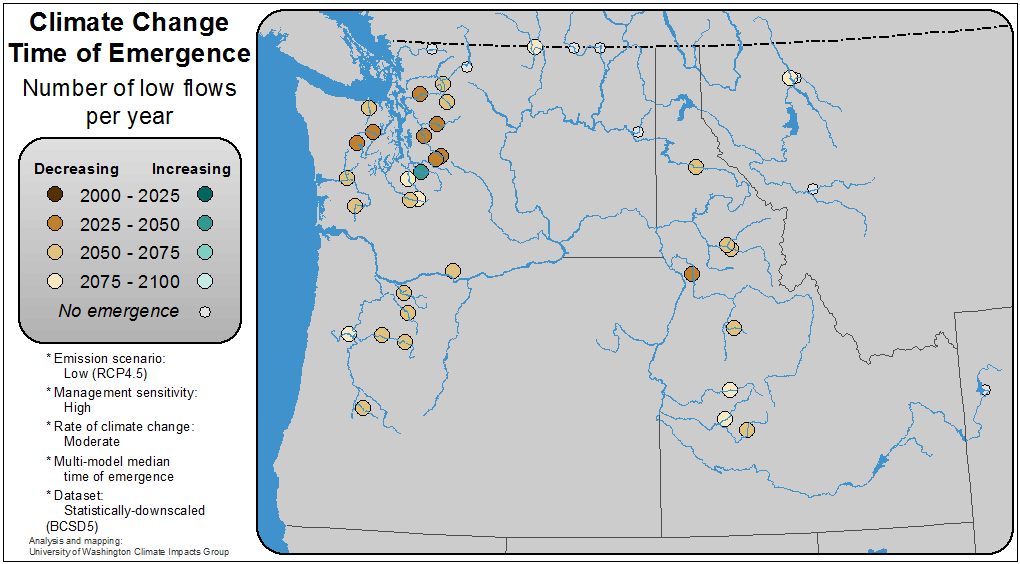 Climate Change
Time of Emergence
Number of low flows
per year
Decreasing Increasing
2000 - 2025
2025 - 2050
2050 - 2075
2075 - 2100
No emergence
* Emission scenario:
Low (RCP4.5)
* Management sensitivity:
High
* Rate of climate change:
Moderate
* Multi-model median
time of emergence
* Dataset:
Statistically-downscaled
(BCSD5)
Analysis and mapping:
University of Washington Climate Impacts Group